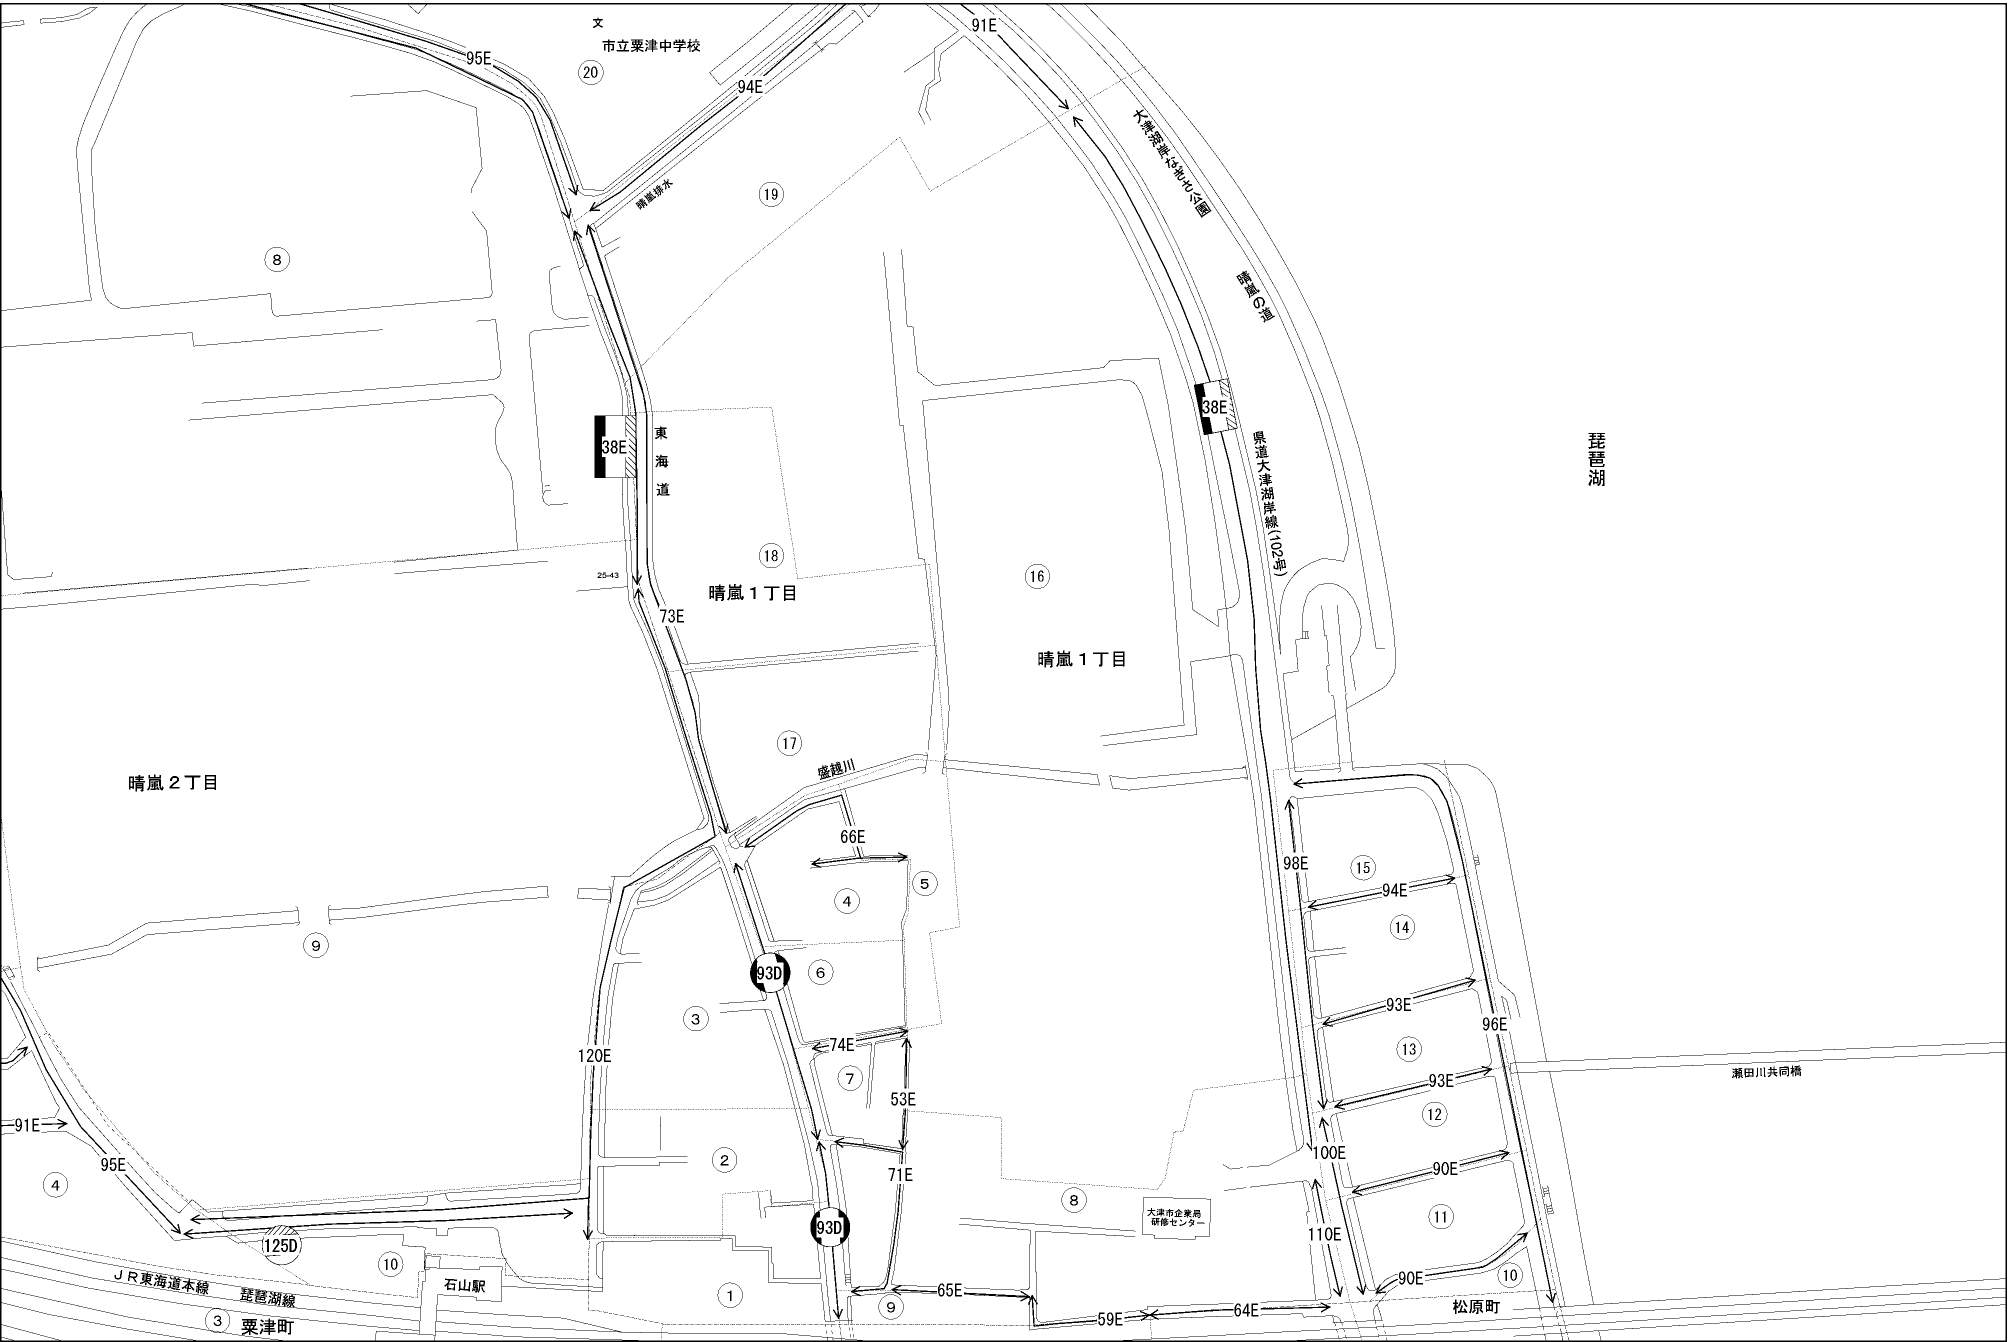 文
市立粟津中学校
95E
20
94E
91E
晴嵐排水
19
大津湖岸なぎさ公園
8
晴嵐の道
38E
38E
東海道
県道大津湖岸線(102号)
琵琶湖
18
25-43
晴嵐1丁目
73E
16
晴嵐1丁目
17
盛越川
晴嵐2丁目
66E
98E
15
94E
4
5
14
9
93D
6
3
93E
96E
74E
13
120E
7
93E
瀬田川共同橋
53E
12
91E
100E
2
95E
71E
90E
4
8
大津市企業局
研修センター
11
93D
110E
125D
10
石山駅
90E
10
JR東海道本線
琵琶湖線
1
65E
9
59E
64E
松原町
3
粟津町